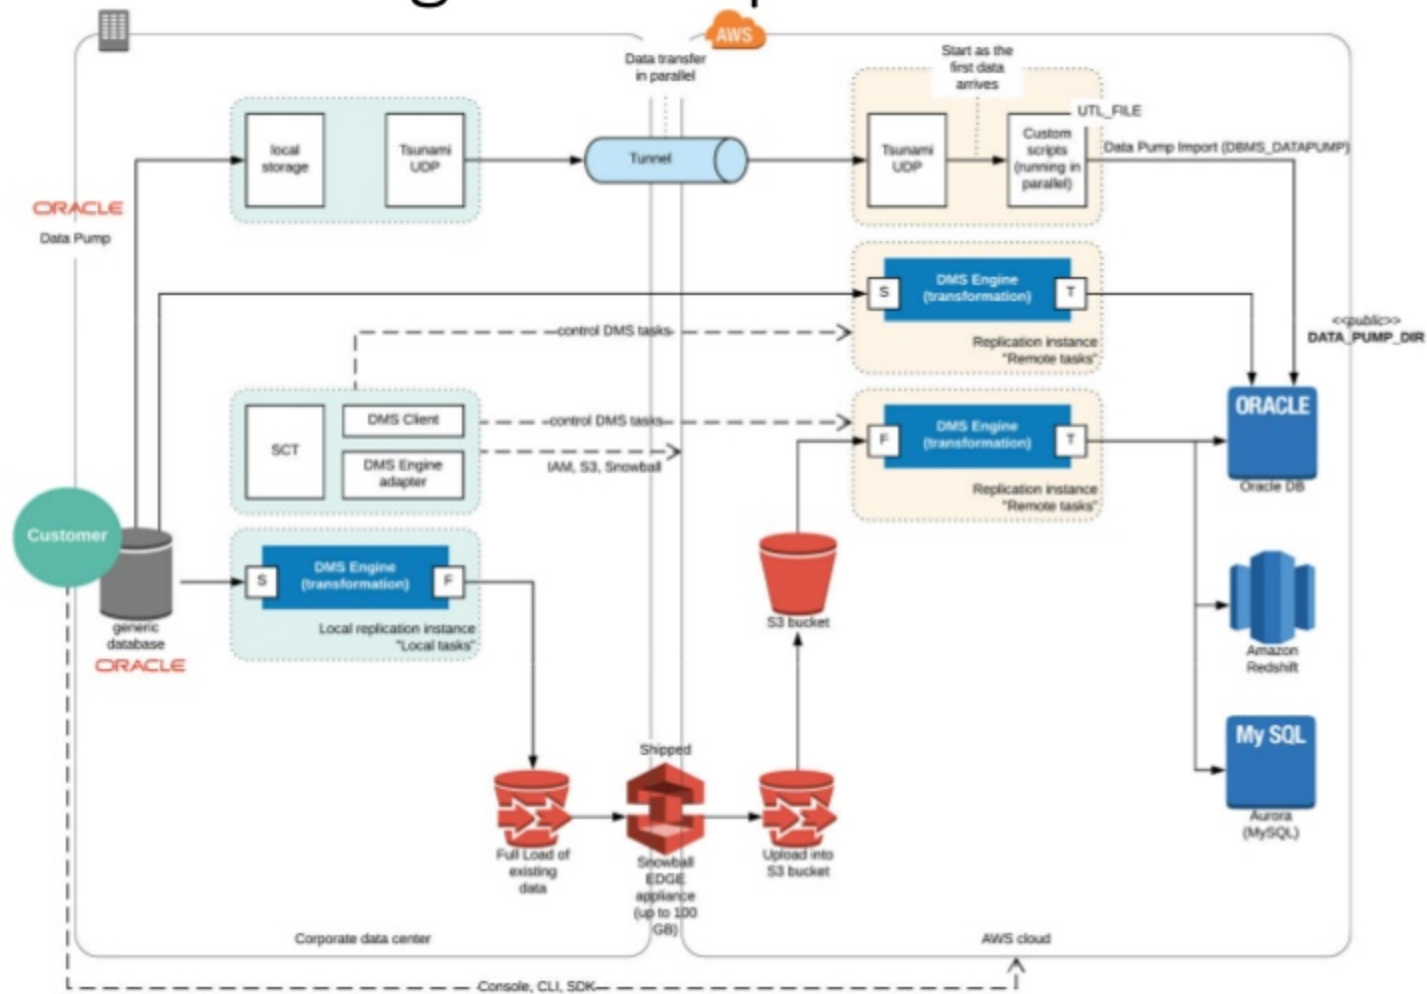 AWS
Data transfer
in parallel
Start as the
first data
arrives
UTL_FILE
local
storage
Tsunami
UDP
Tunnel
Tsunami
UDP
Custom
scripts
(running in
parallel)
Data Pump Import (DBMS_DATAPUMP)
ORACLE
Data Pump
S
DMS Engine
(transformation)
T
control DMS tasks
Replication instance
"Remote tasks"
<<public>>
DATA_PUMP_DIR
SCT
DMS Client
DMS Engine
adapter
control DMS tasks
IAM, S3, Snowball
F
DMS Engine
(transformation)
T
Replication instance
"Remote tasks"
ORACLE
Oracle DB
Customer
generic
database
ORACLE
S
DMS Engine
(transformation)
F
Local replication instance
"Local tasks"
S3 bucket
Amazon
Redshift
My SQL
Aurora
(MySQL)
Shipped
Full Load of
existing
data
Snowball
EDGE
appliance
(up to 100
GB)
Upload into
S3 bucket
Corporate data center
AWS cloud
Console, CLI, SDK